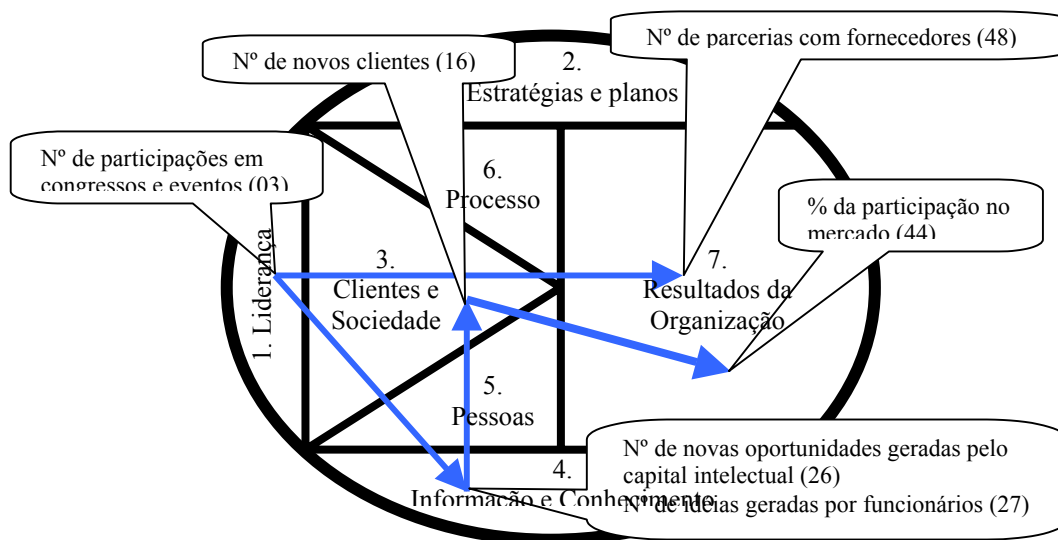 Nº de parcerias com fornecedores (48)
Nº de novos clientes (16)
2.
Estratégias e planos
Nº de participações em
congressos e eventos (03)
6.
Processo
% da participação no
mercado (44)
1. Liderança
3.
Clientes e
Sociedade
7.
Resultados da
Organização
5.
Pessoas
4.
Informação e Conhecimento
Nº de novas oportunidades geradas pelo
capital intelectual (26)
Nº de idéias geradas por funcionários (27)